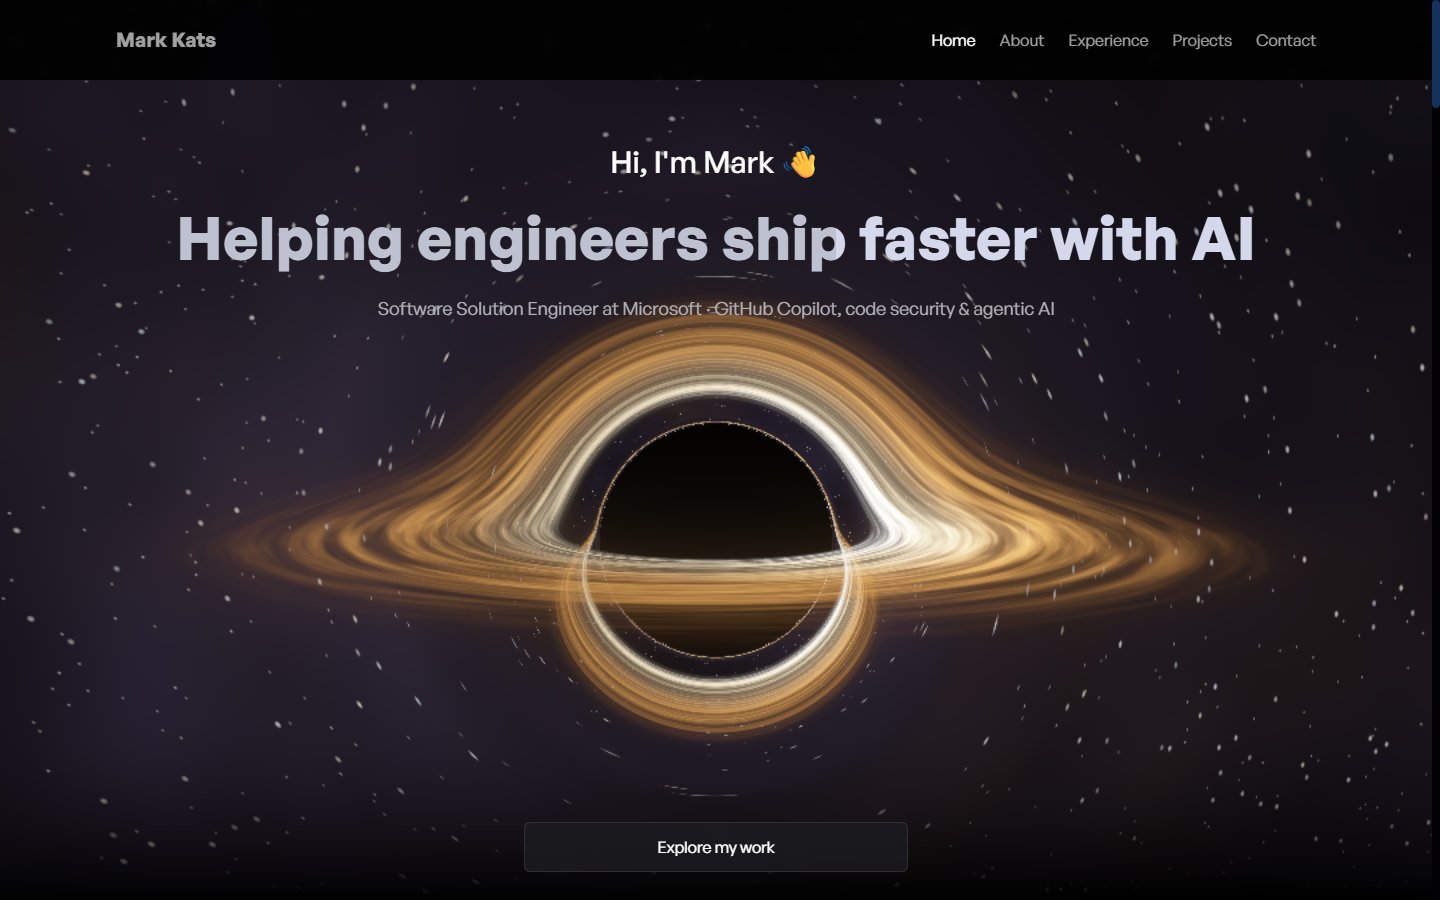 Mark Kats
Home About Experience Projects Contact
Hi, I'm Mark 👋
Helping engineers ship faster with AI
Software Solution Engineer at Microsoft · GitHub Copilot, code security & agentic AI
Explore my work